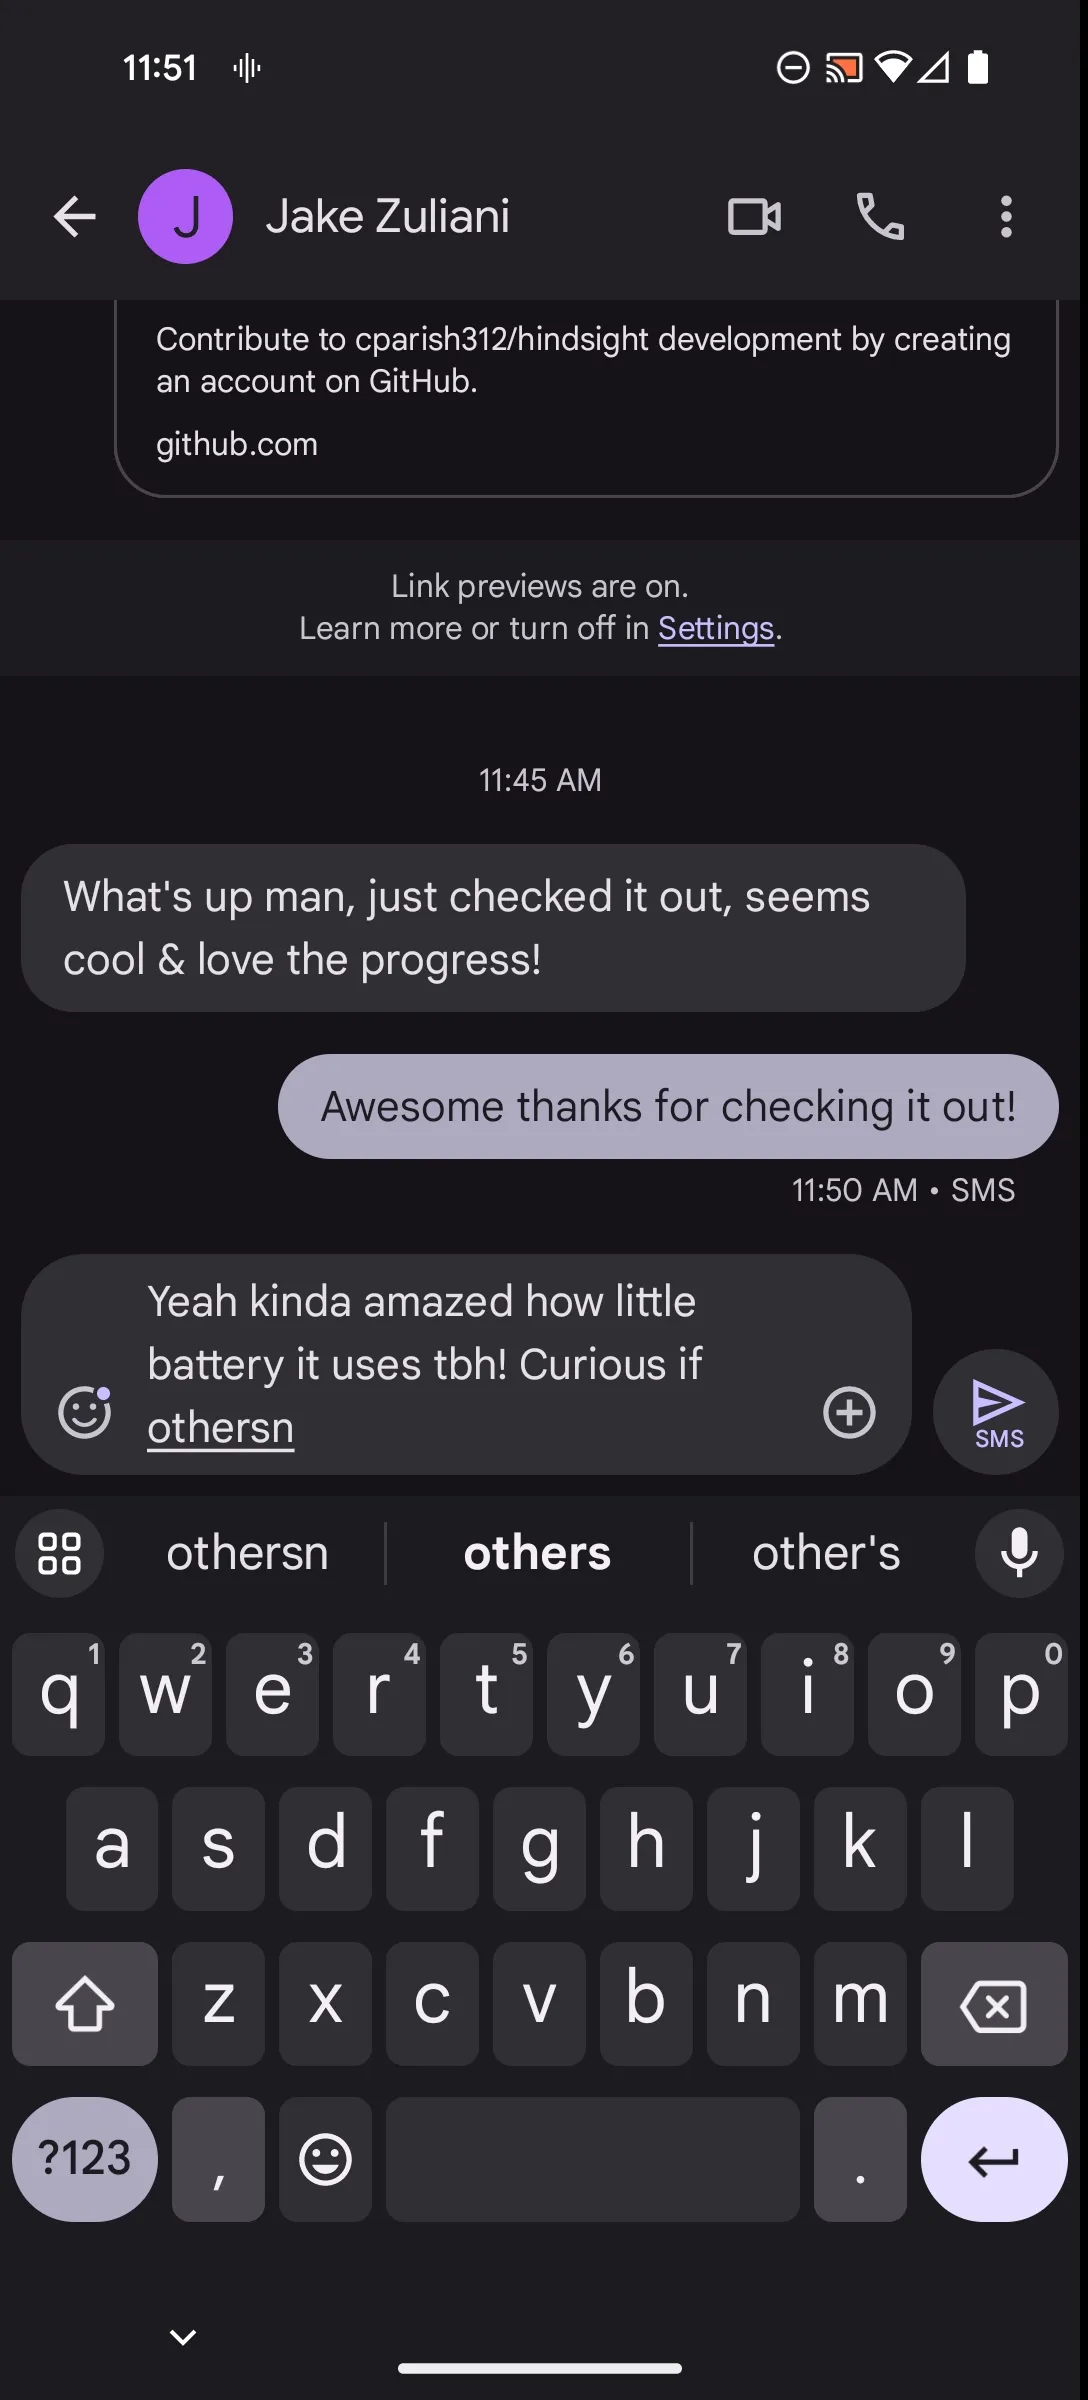 11:51
J
Jake Zuliani
Contribute to cparish312/hindsight development by creating
an account on GitHub.
github.com
Link previews are on.
Learn more or turn off in Settings.
11:45 AM
What's up man, just checked it out, seems
cool & love the progress!
Awesome thanks for checking it out!
11:50 AM • SMS
Yeah kinda amazed how little
battery it uses tbh! Curious if
othersn
SMS
othersn others other's
1 2 3 4 5 6 7 8 9 0
q w e r t y u i o p
a s d f g h j k l
z x c v b n m
?123 , .